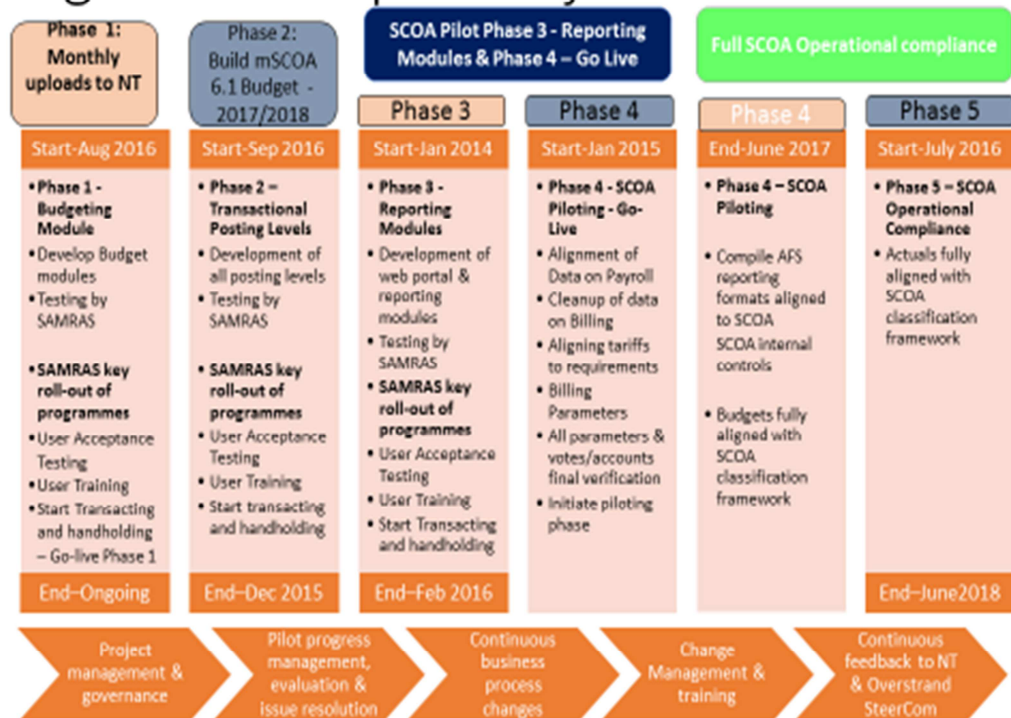 Phase 1:
Monthly
uploads to NT
Phase 2:
Build mSCOA
6.1 Budget -
2017/2018
SCOA Pilot Phase 3 - Reporting
Modules & Phase 4 – Go Live
Full SCOA Operational compliance
Phase 3
Phase 4
Phase 4
Phase 5
Start-Aug 2016
• Phase 1 -
Budgeting
Module
• Develop Budget
modules
• Testing by
SAMRAS
• SAMRAS key
roll-out of
programmes
• User Acceptance
Testing
• User Training
• Start Transacting
and handholding
– Go-live Phase 1
End–Ongoing
Start-Sep 2016
• Phase 2 –
Transactional
Posting Levels
• Development of
all posting levels
• Testing by
SAMRAS
• SAMRAS key
roll-out of
programmes
• User Acceptance
Testing
• User Training
• Start transacting
and handholding
End–Dec 2015
Start-Jan 2014
• Phase 3 -
Reporting
Modules
• Development of
web portal &
reporting
modules
• Testing by
SAMRAS
• SAMRAS key
roll-out of
programmes
• User Acceptance
Testing
• User Training
• Start Transacting
and handholding
End–Feb 2016
Start-Jan 2015
• Phase 4 - SCOA
Piloting - Go-
Live
• Alignment of
Data on Payroll
• Cleanup of data
on Billing
• Aligning tariffs
to requirements
• Billing
Parameters
• All parameters &
votes/accounts
final verification
• Initiate piloting
phase
End-June 2017
• Phase 4 – SCOA
Piloting
• Compile AFS
reporting
formats aligned
to SCOA
SCOA internal
controls
• Budgets fully
aligned with
SCOA
classification
framework
Start-July 2016
• Phase 5 – SCOA
Operational
Compliance
• Actuals fully
aligned with
SCOA
classification
framework
End–June2018
Project
management &
governance
Pilot progress
management,
evaluation &
issue resolution
Continuous
business
process
changes
Change
Management &
training
Continuous
feedback to NT
& Overstrand
SteerCom